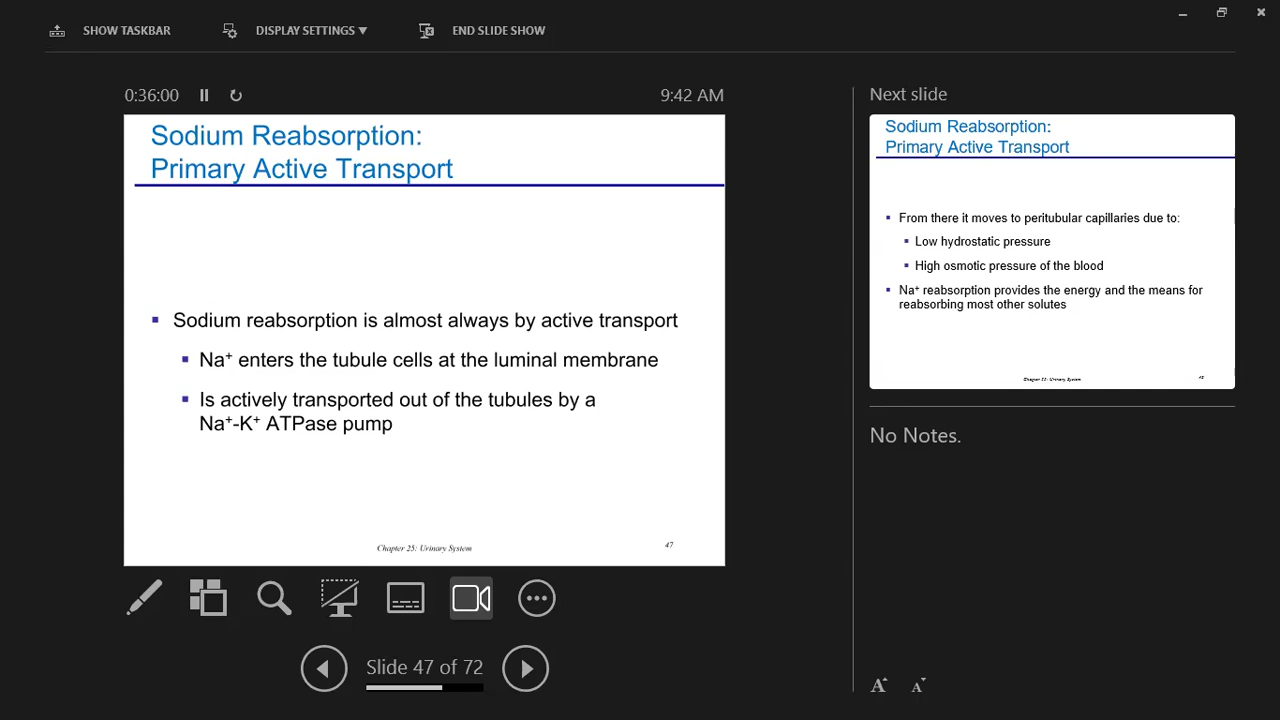 SHOW TASKBAR DISPLAY SETTINGS ▼ END SLIDE SHOW
0:36:00 9:42 AM
Sodium Reabsorption:
Primary Active Transport
▪ Sodium reabsorption is almost always by active transport
▪ Na⁺ enters the tubule cells at the luminal membrane
▪ Is actively transported out of the tubules by a
Na⁺-K⁺ ATPase pump
Chapter 25: Urinary System 47
Slide 47 of 72
Next slide
Sodium Reabsorption:
Primary Active Transport
▪ From there it moves to peritubular capillaries due to:
▪ Low hydrostatic pressure
▪ High osmotic pressure of the blood
▪ Na⁺ reabsorption provides the energy and the means for
reabsorbing most other solutes
Chapter 25: Urinary System 48
No Notes.
A A